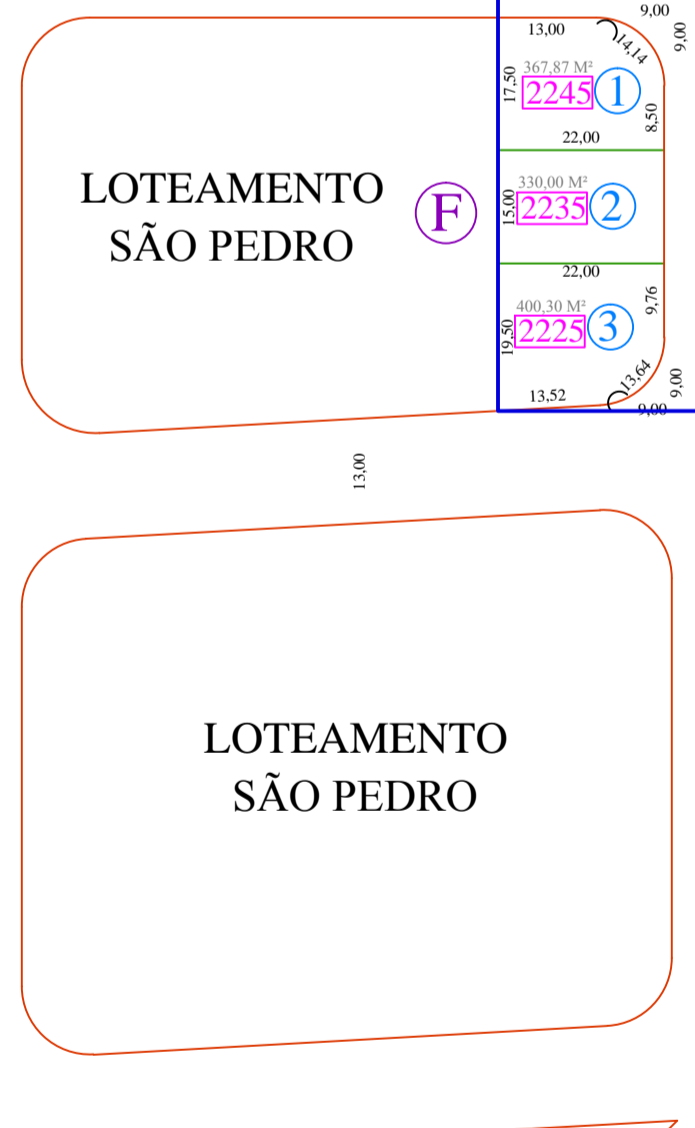 9,00
13,00
14,14
9,00
367,87 M²
17,50
2245
1
8,50
22,00
LOTEAMENTO
SÃO PEDRO
F
330,00 M²
15,00
2235
2
22,00
400,30 M²
9,76
19,50
2225
3
13,64
9,00
13,52
9,00
13,00
LOTEAMENTO
SÃO PEDRO